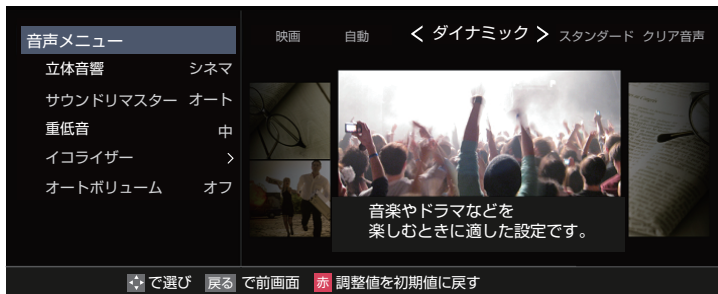 音声メニュー
立体音響 シネマ
サウンドリマスター オート
重低音 中
イコライザー >
オートボリューム オフ
映画 自動 < ダイナミック > スタンダード クリア音声
音楽やドラマなどを
楽しむときに適した設定です。
で選び 戻る で前画面 赤 調整値を初期値に戻す